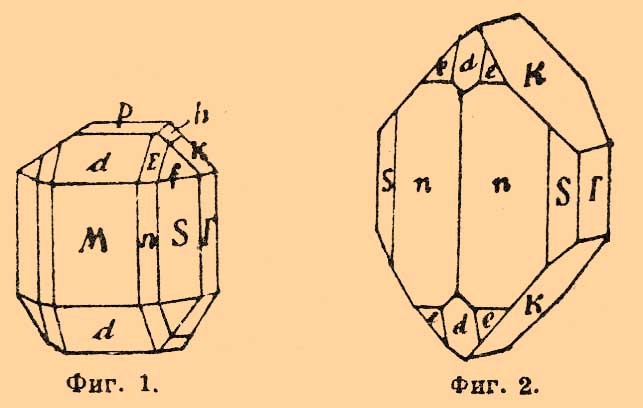 p h
d ε f K
M n S Г
d
Фиг. 1.
e d e K
S n n S Г
e d e K
Фиг. 2.